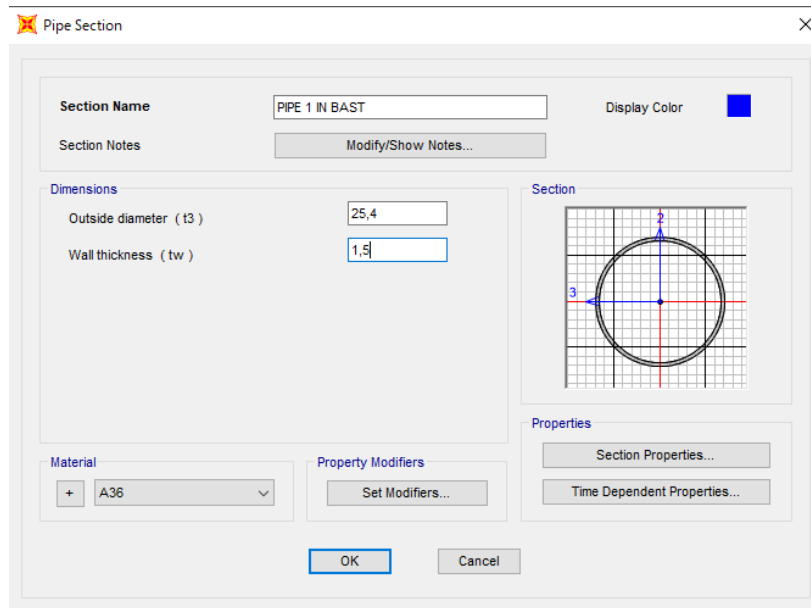 Pipe Section
Section Name
PIPE 1 IN BAST
Display Color
Section Notes
Modify/Show Notes...
Dimensions
Outside diameter ( t3 )
25,4
Wall thickness ( tw )
1,5
Section
2
3
Properties
Section Properties...
Time Dependent Properties...
Material
+
A36
Property Modifiers
Set Modifiers...
OK
Cancel